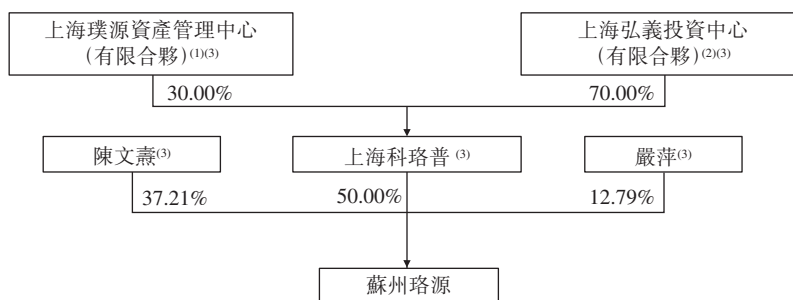 上海璞源資產管理中心
(有限合夥)(1)(3)
上海弘義投資中心
(有限合夥)(2)(3)
30.00%
70.00%
陳文燾(3)
上海科珞普 (3)
嚴萍(3)
37.21%
50.00%
12.79%
蘇州珞源